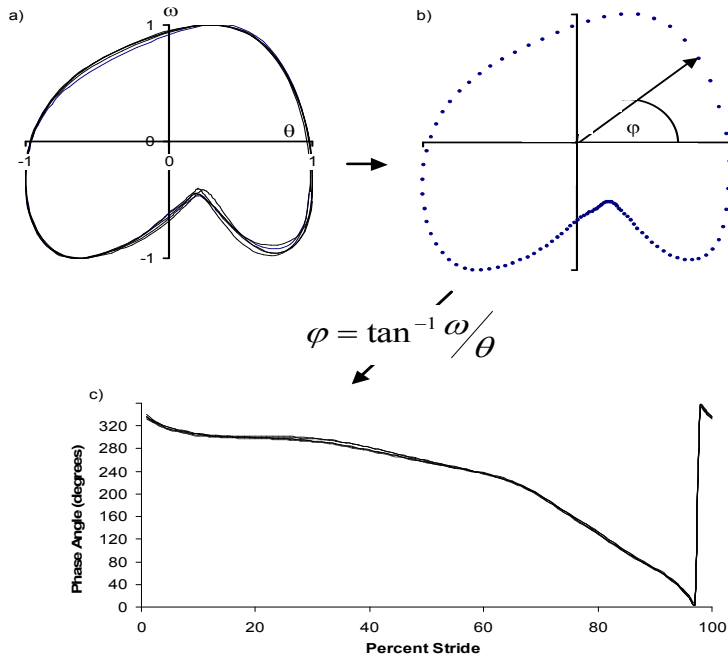 a)
ω
1
θ
0
-1
0
1
-1
b)
φ
φ = tan⁻¹ ω/θ
c)
Phase Angle (degrees)
320
280
240
200
160
120
80
40
0
0
20
40
60
80
100
Percent Stride